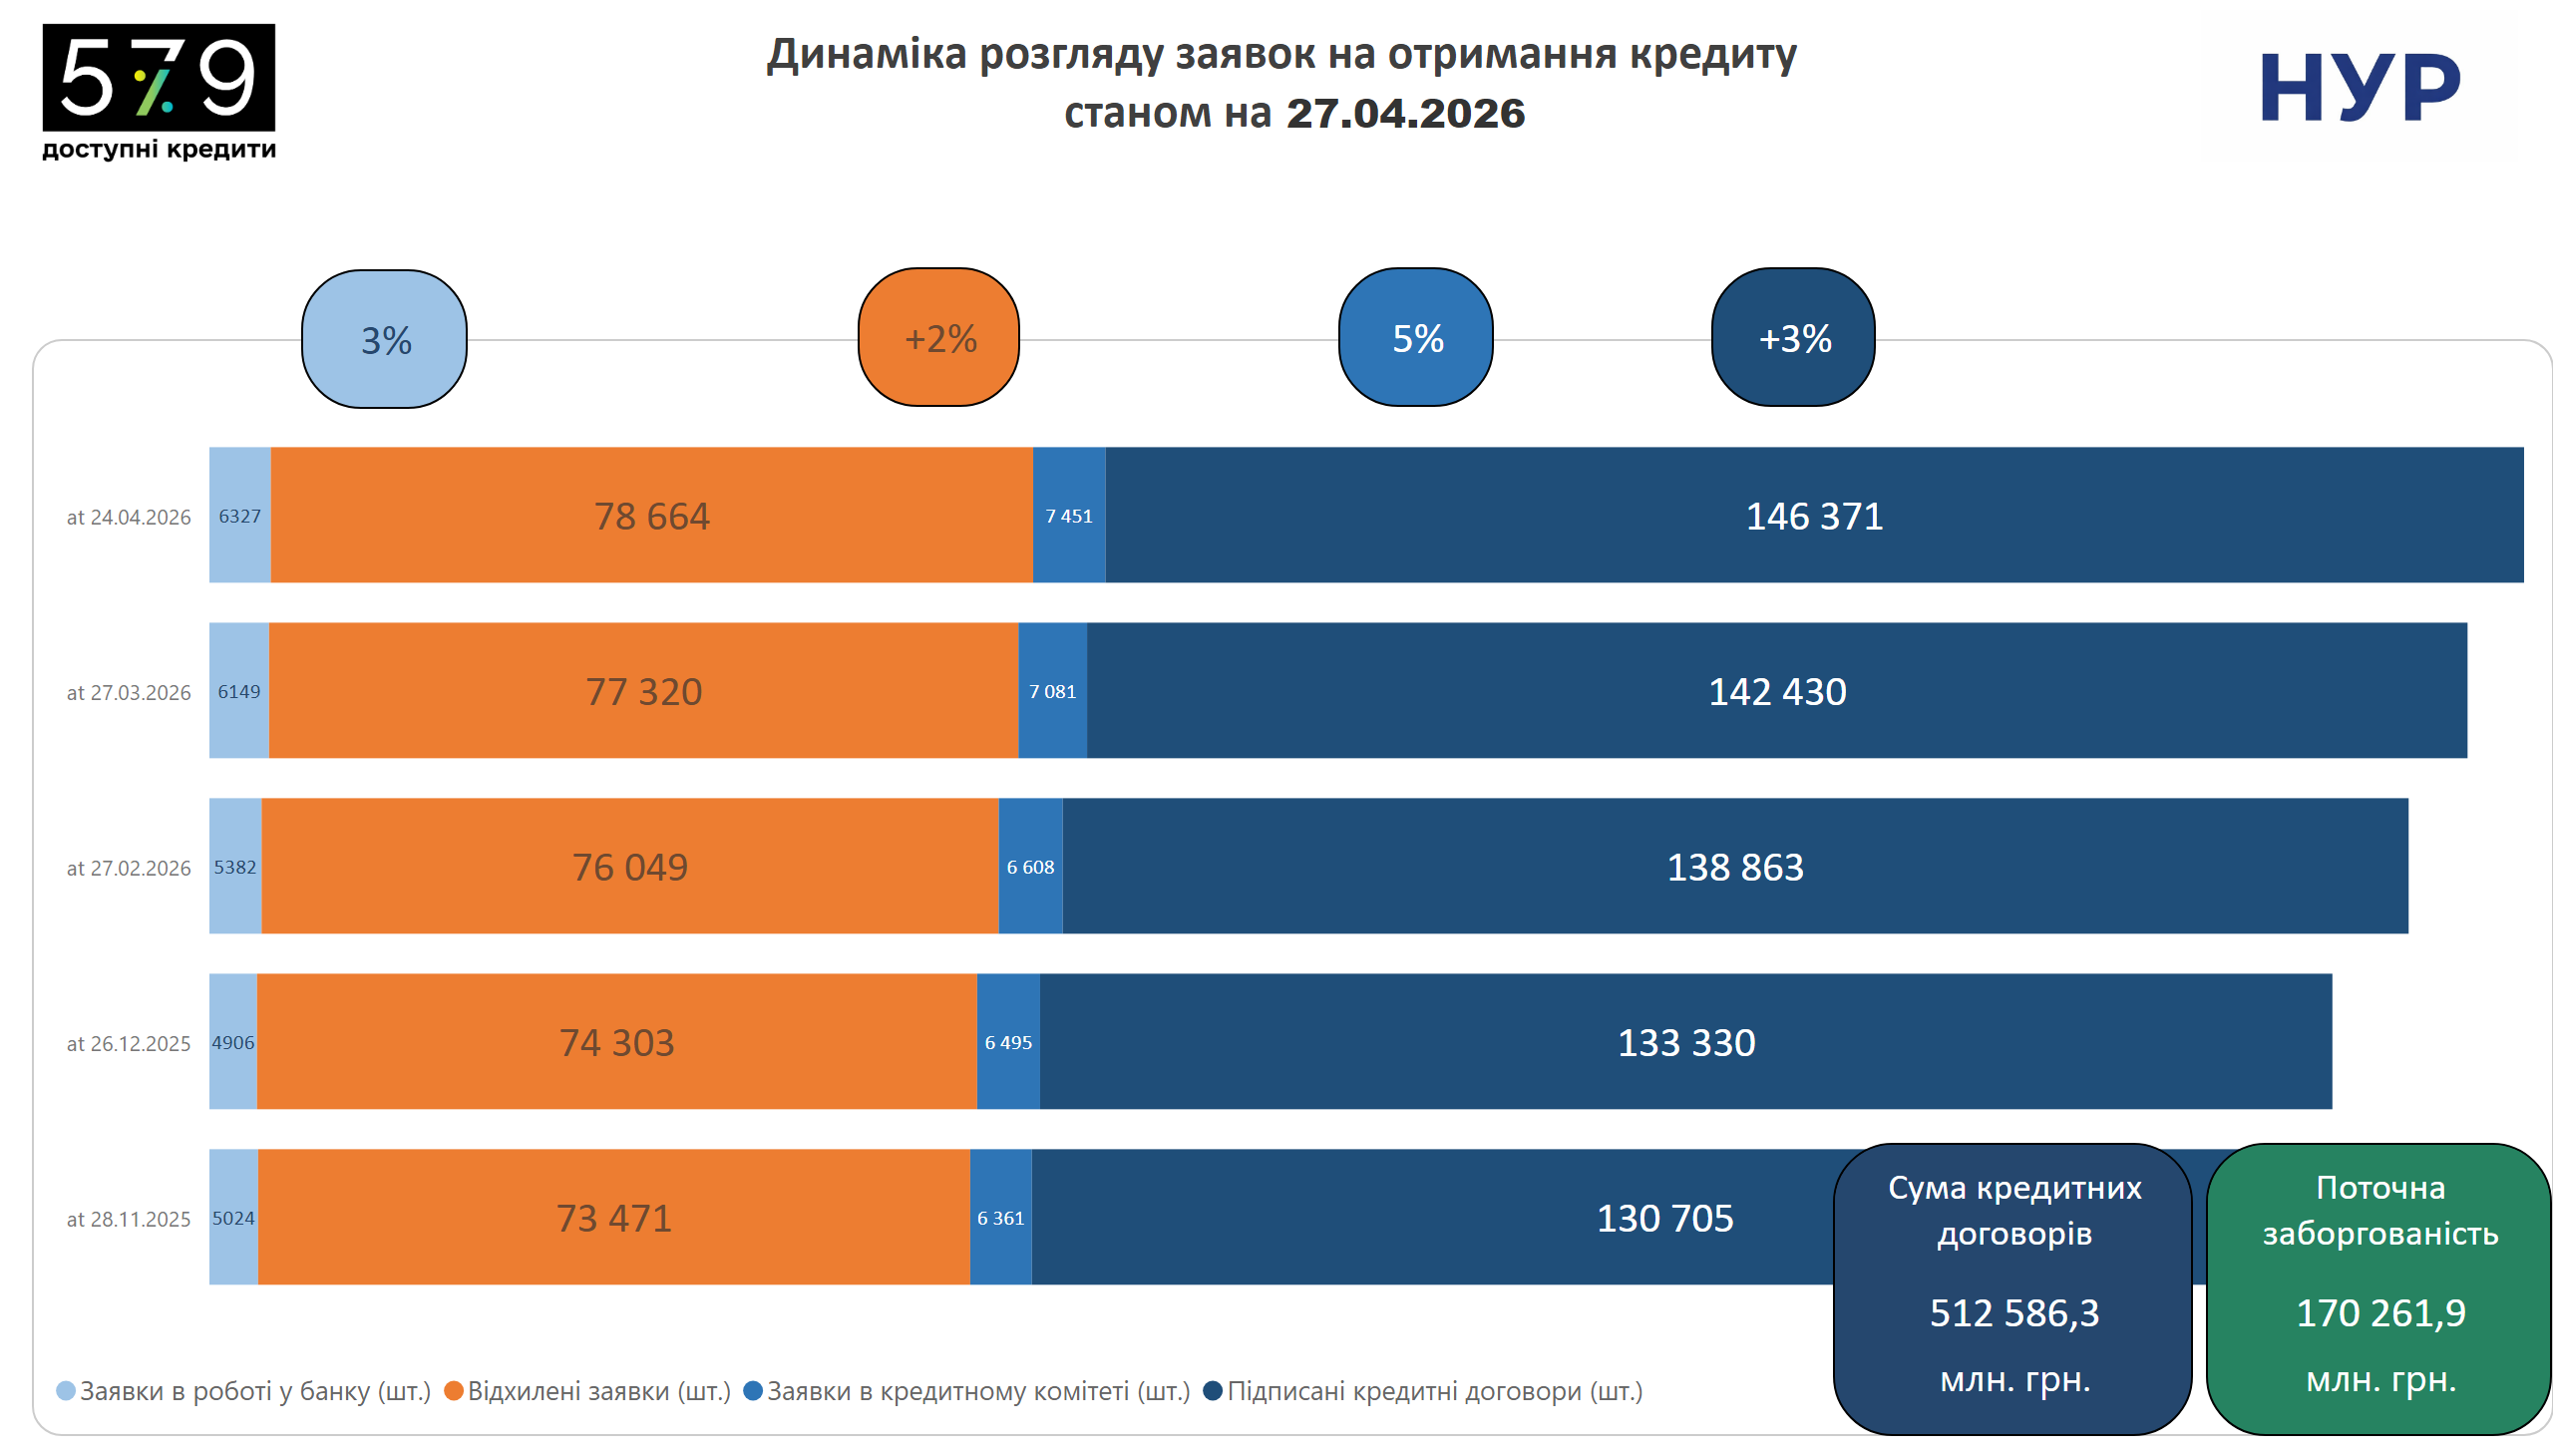 5%9
доступні кредити
Динаміка розгляду заявок на отримання кредиту
станом на 27.04.2026
НУР
3%
+2%
5%
+3%
at 24.04.2026 6327 78 664 7 451 146 371
at 27.03.2026 6149 77 320 7 081 142 430
at 27.02.2026 5382 76 049 6 608 138 863
at 26.12.2025 4906 74 303 6 495 133 330
at 28.11.2025 5024 73 471 6 361 130 705
Сума кредитних
договорів
512 586,3
млн. грн.
Поточна
заборгованість
170 261,9
млн. грн.
Заявки в роботі у банку (шт.) Відхилені заявки (шт.) Заявки в кредитному комітеті (шт.) Підписані кредитні договори (шт.)